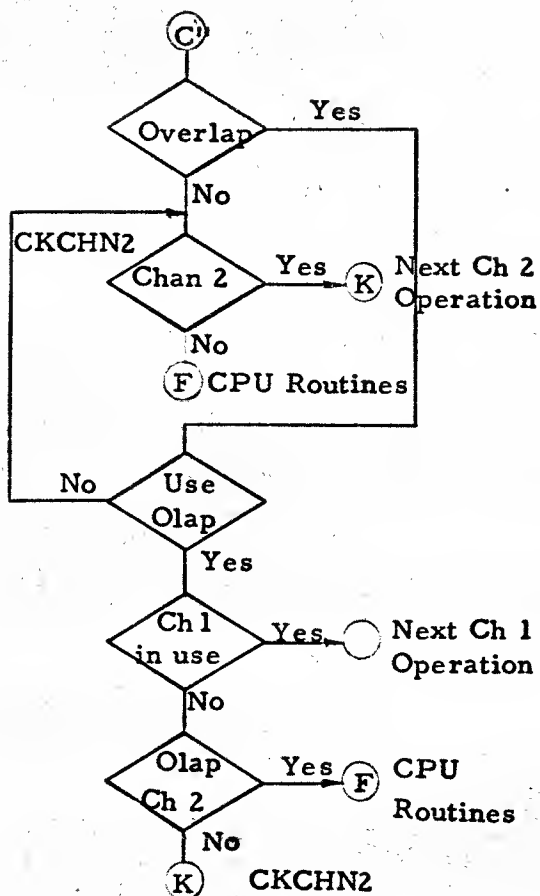 C"
Overlap
Yes
No
CKCHN2
Chan 2
Yes
K
Next Ch 2
Operation
No
F
CPU Routines
No
Use
Olap
Yes
Ch 1
in use
Yes
Next Ch 1
Operation
No
Olap
Ch 2
Yes
F
CPU
Routines
No
K
CKCHN2